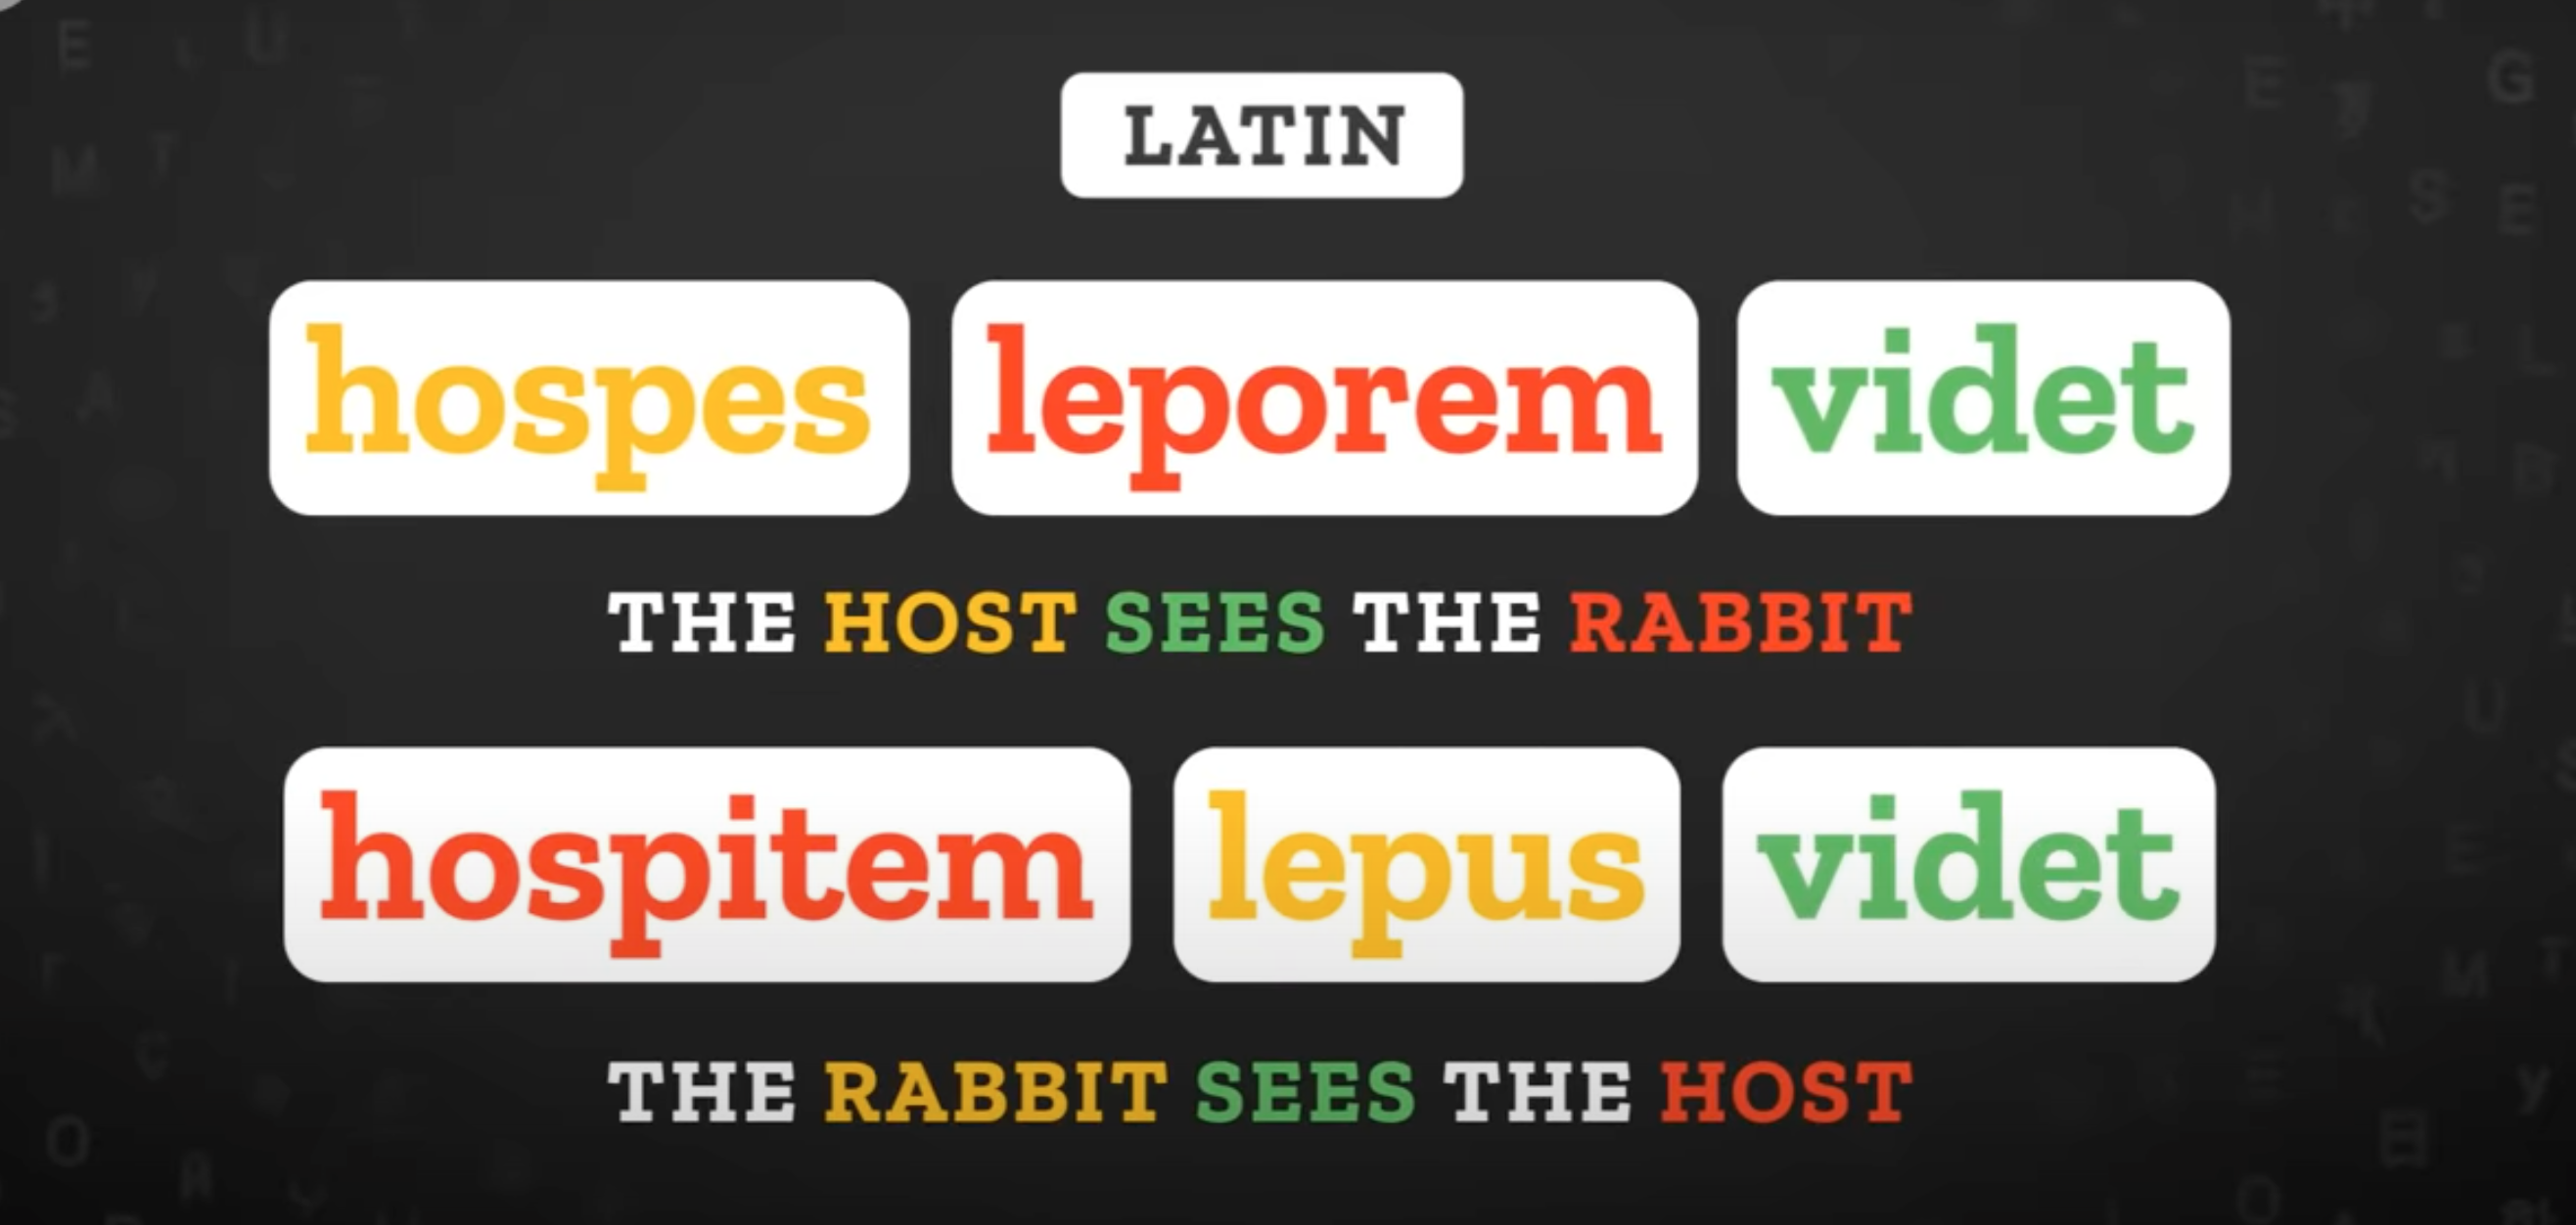 LATIN
hospes leporem videt
THE HOST SEES THE RABBIT
hospitem lepus videt
THE RABBIT SEES THE HOST